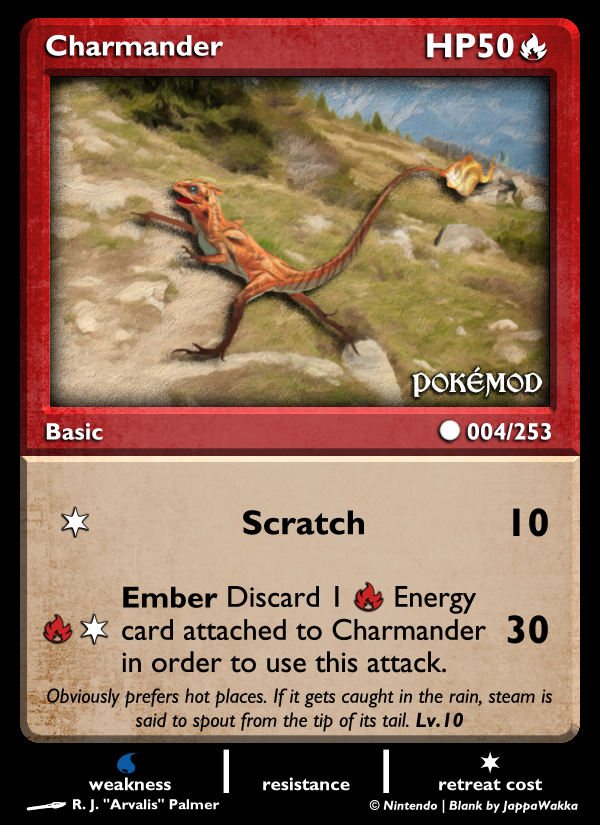 Charmander HP50
POKÉMOD
Basic 004/253
Scratch 10
Ember Discard 1 Energy
card attached to Charmander 30
in order to use this attack.
Obviously prefers hot places. If it gets caught in the rain, steam is
said to spout from the tip of its tail. Lv.10
weakness resistance retreat cost
R. J. "Arvalis" Palmer © Nintendo | Blank by JappaWakka